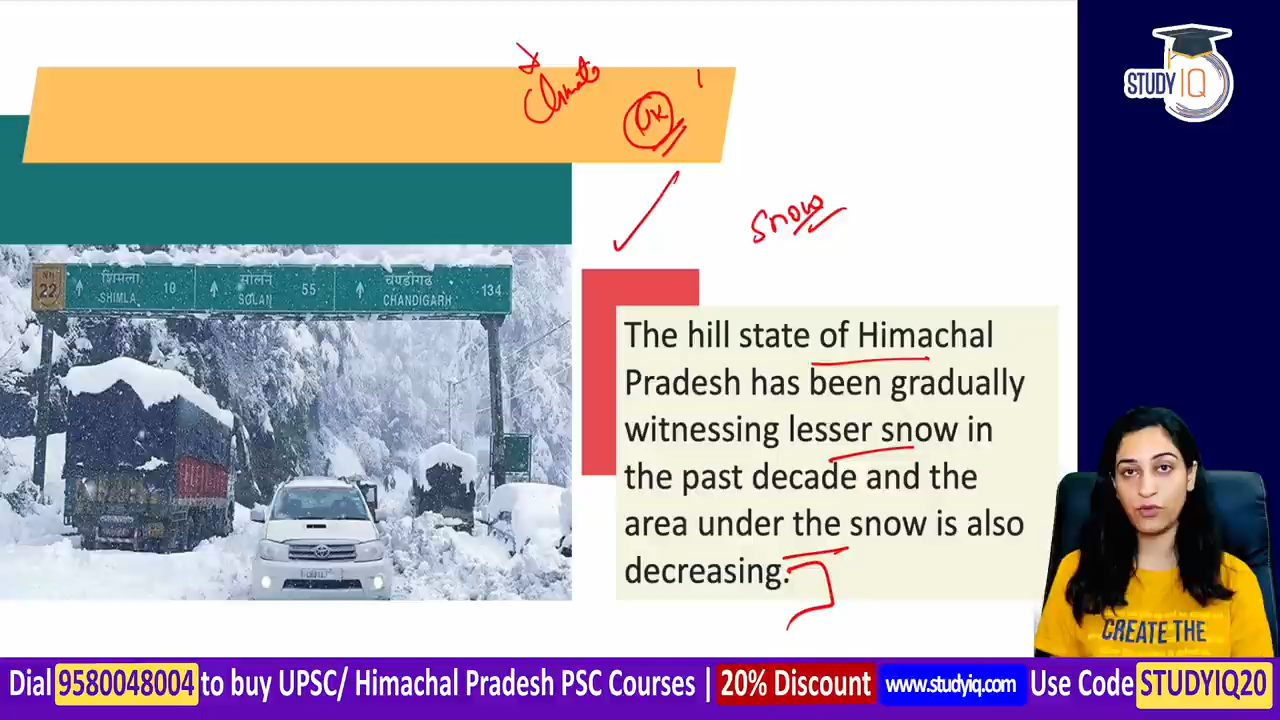 Climate
snow
STUDY IQ
NH
22
शिमला
SHIMLA 10
सोलन
SOLAN 55
चण्डीगढ़
CHANDIGARH 134
The hill state of Himachal
Pradesh has been gradually
witnessing lesser snow in
the past decade and the
area under the snow is also
decreasing.
CREATE THE
Dial 9580048004 to buy UPSC/ Himachal Pradesh PSC Courses | 20% Discount www.studyiq.com Use Code STUDYIQ20